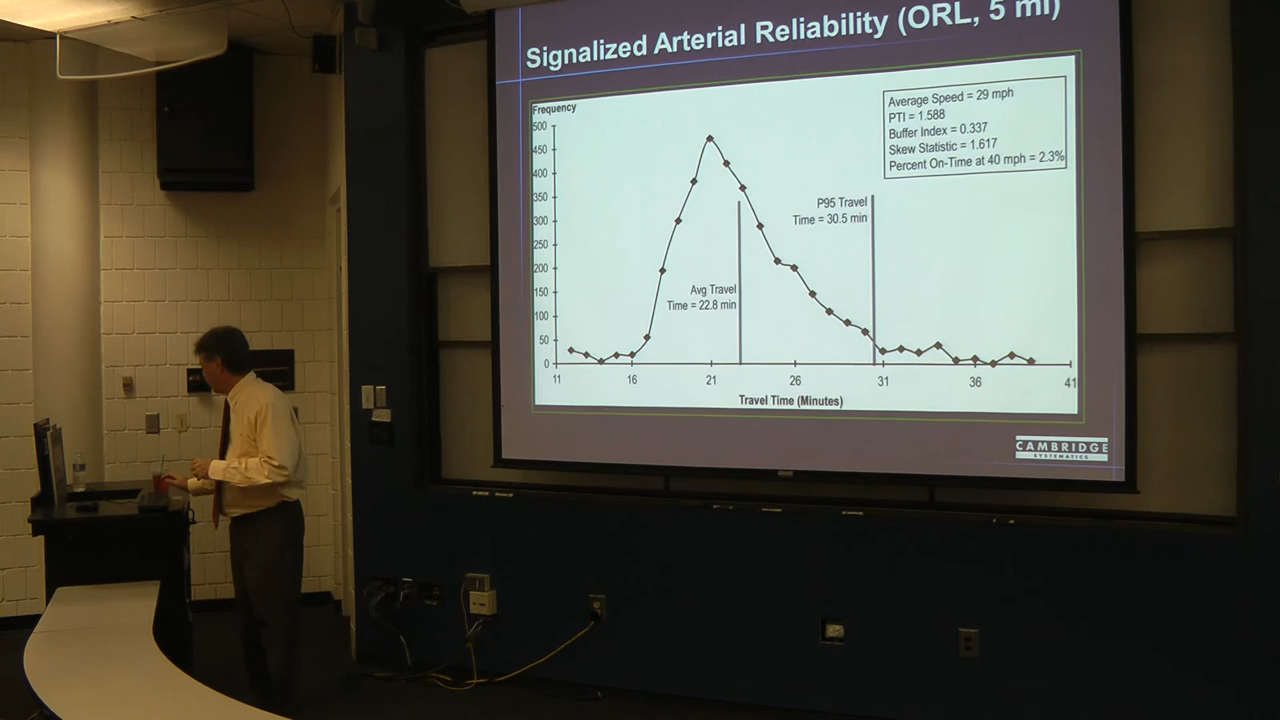 Signalized Arterial Reliability (ORL, 5 mi)
Frequency
Average Speed = 29 mph
PTI = 1.588
Buffer Index = 0.337
Skew Statistic = 1.617
Percent On-Time at 40 mph = 2.3%
500
450
400
350
300
250
200
150
100
50
0
P95 Travel
Time = 30.5 min
Avg Travel
Time = 22.8 min
11 16 21 26 31 36 41
Travel Time (Minutes)
CAMBRIDGE
SYSTEMATICS